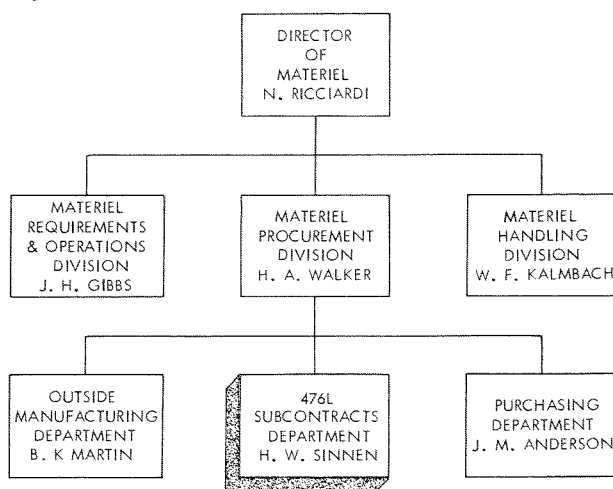 DIRECTOR
OF
MATERIEL
N. RICCIARDI
MATERIEL
REQUIREMENTS
& OPERATIONS
DIVISION
J. H. GIBBS
MATERIEL
PROCUREMENT
DIVISION
H. A. WALKER
MATERIEL
HANDLING
DIVISION
W. F. KALMBACH
OUTSIDE
MANUFACTURING
DEPARTMENT
B. K MARTIN
476L
SUBCONTRACTS
DEPARTMENT
H. W. SINNEN
PURCHASING
DEPARTMENT
J. M. ANDERSON